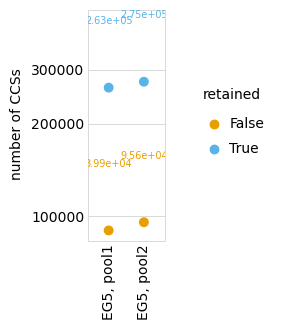 2.63e+05
2.75e+05
300000
200000
100000
8.99e+04
9.56e+04
number of CCSs
EG5, pool1
EG5, pool2
retained
False
True